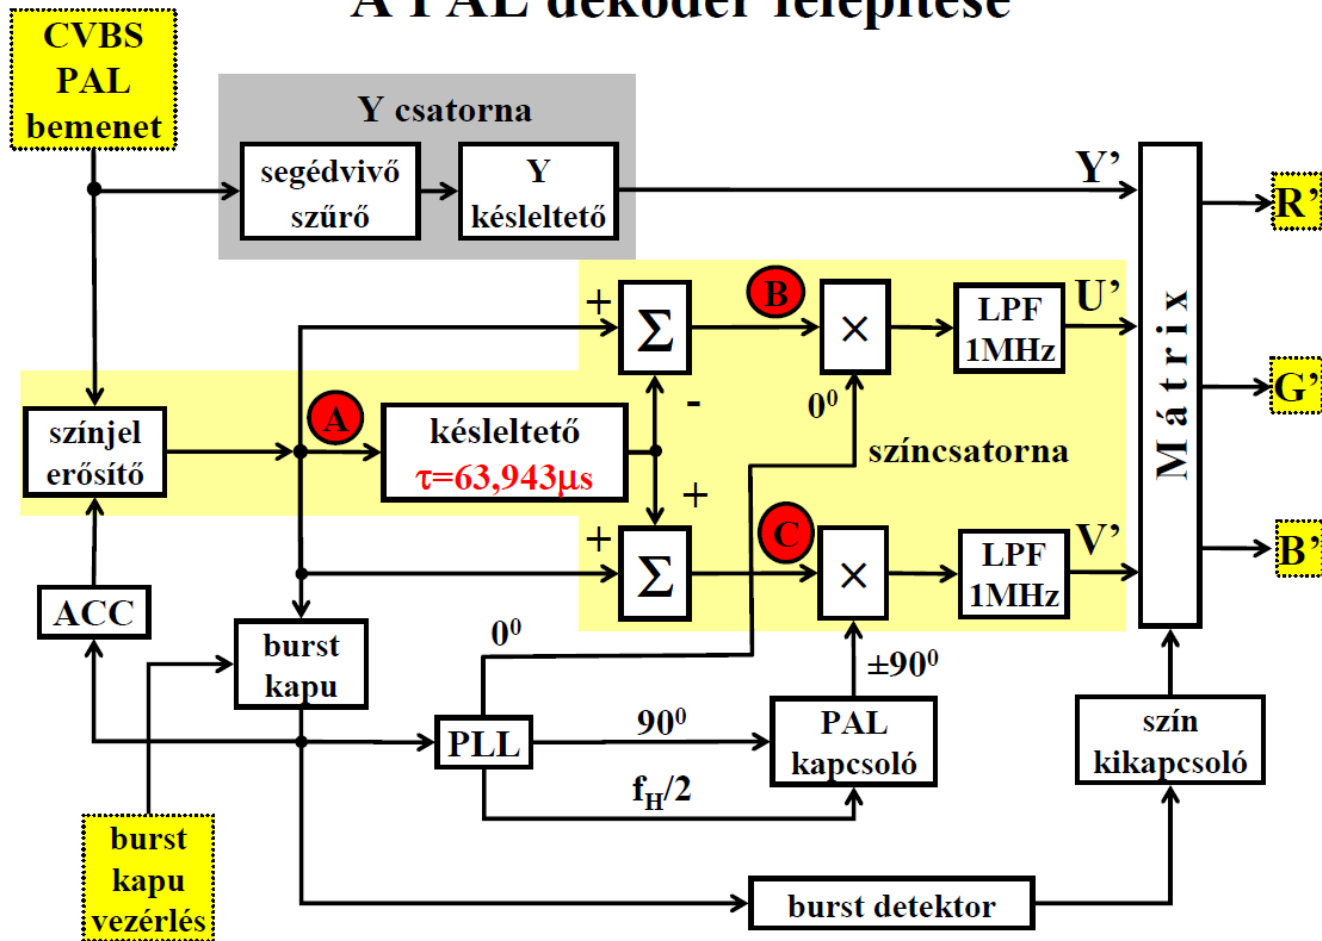 A PAL dekóder felépítése
CVBS
PAL
bemenet
Y csatorna
segédvivő
szűrő
Y
késleltető
Y’
R’
+
Σ
B
×
LPF
1MHz
U’
Mátrix
-
0⁰
G’
színjel
erősítő
A
késleltető
τ=63,943μs
színcsatorna
+
+
Σ
C
×
LPF
1MHz
V’
B’
ACC
burst
kapu
0⁰
±90⁰
PLL
90⁰
PAL
kapcsoló
szín
kikapcsoló
f_H/2
burst
kapu
vezérlés
burst detektor